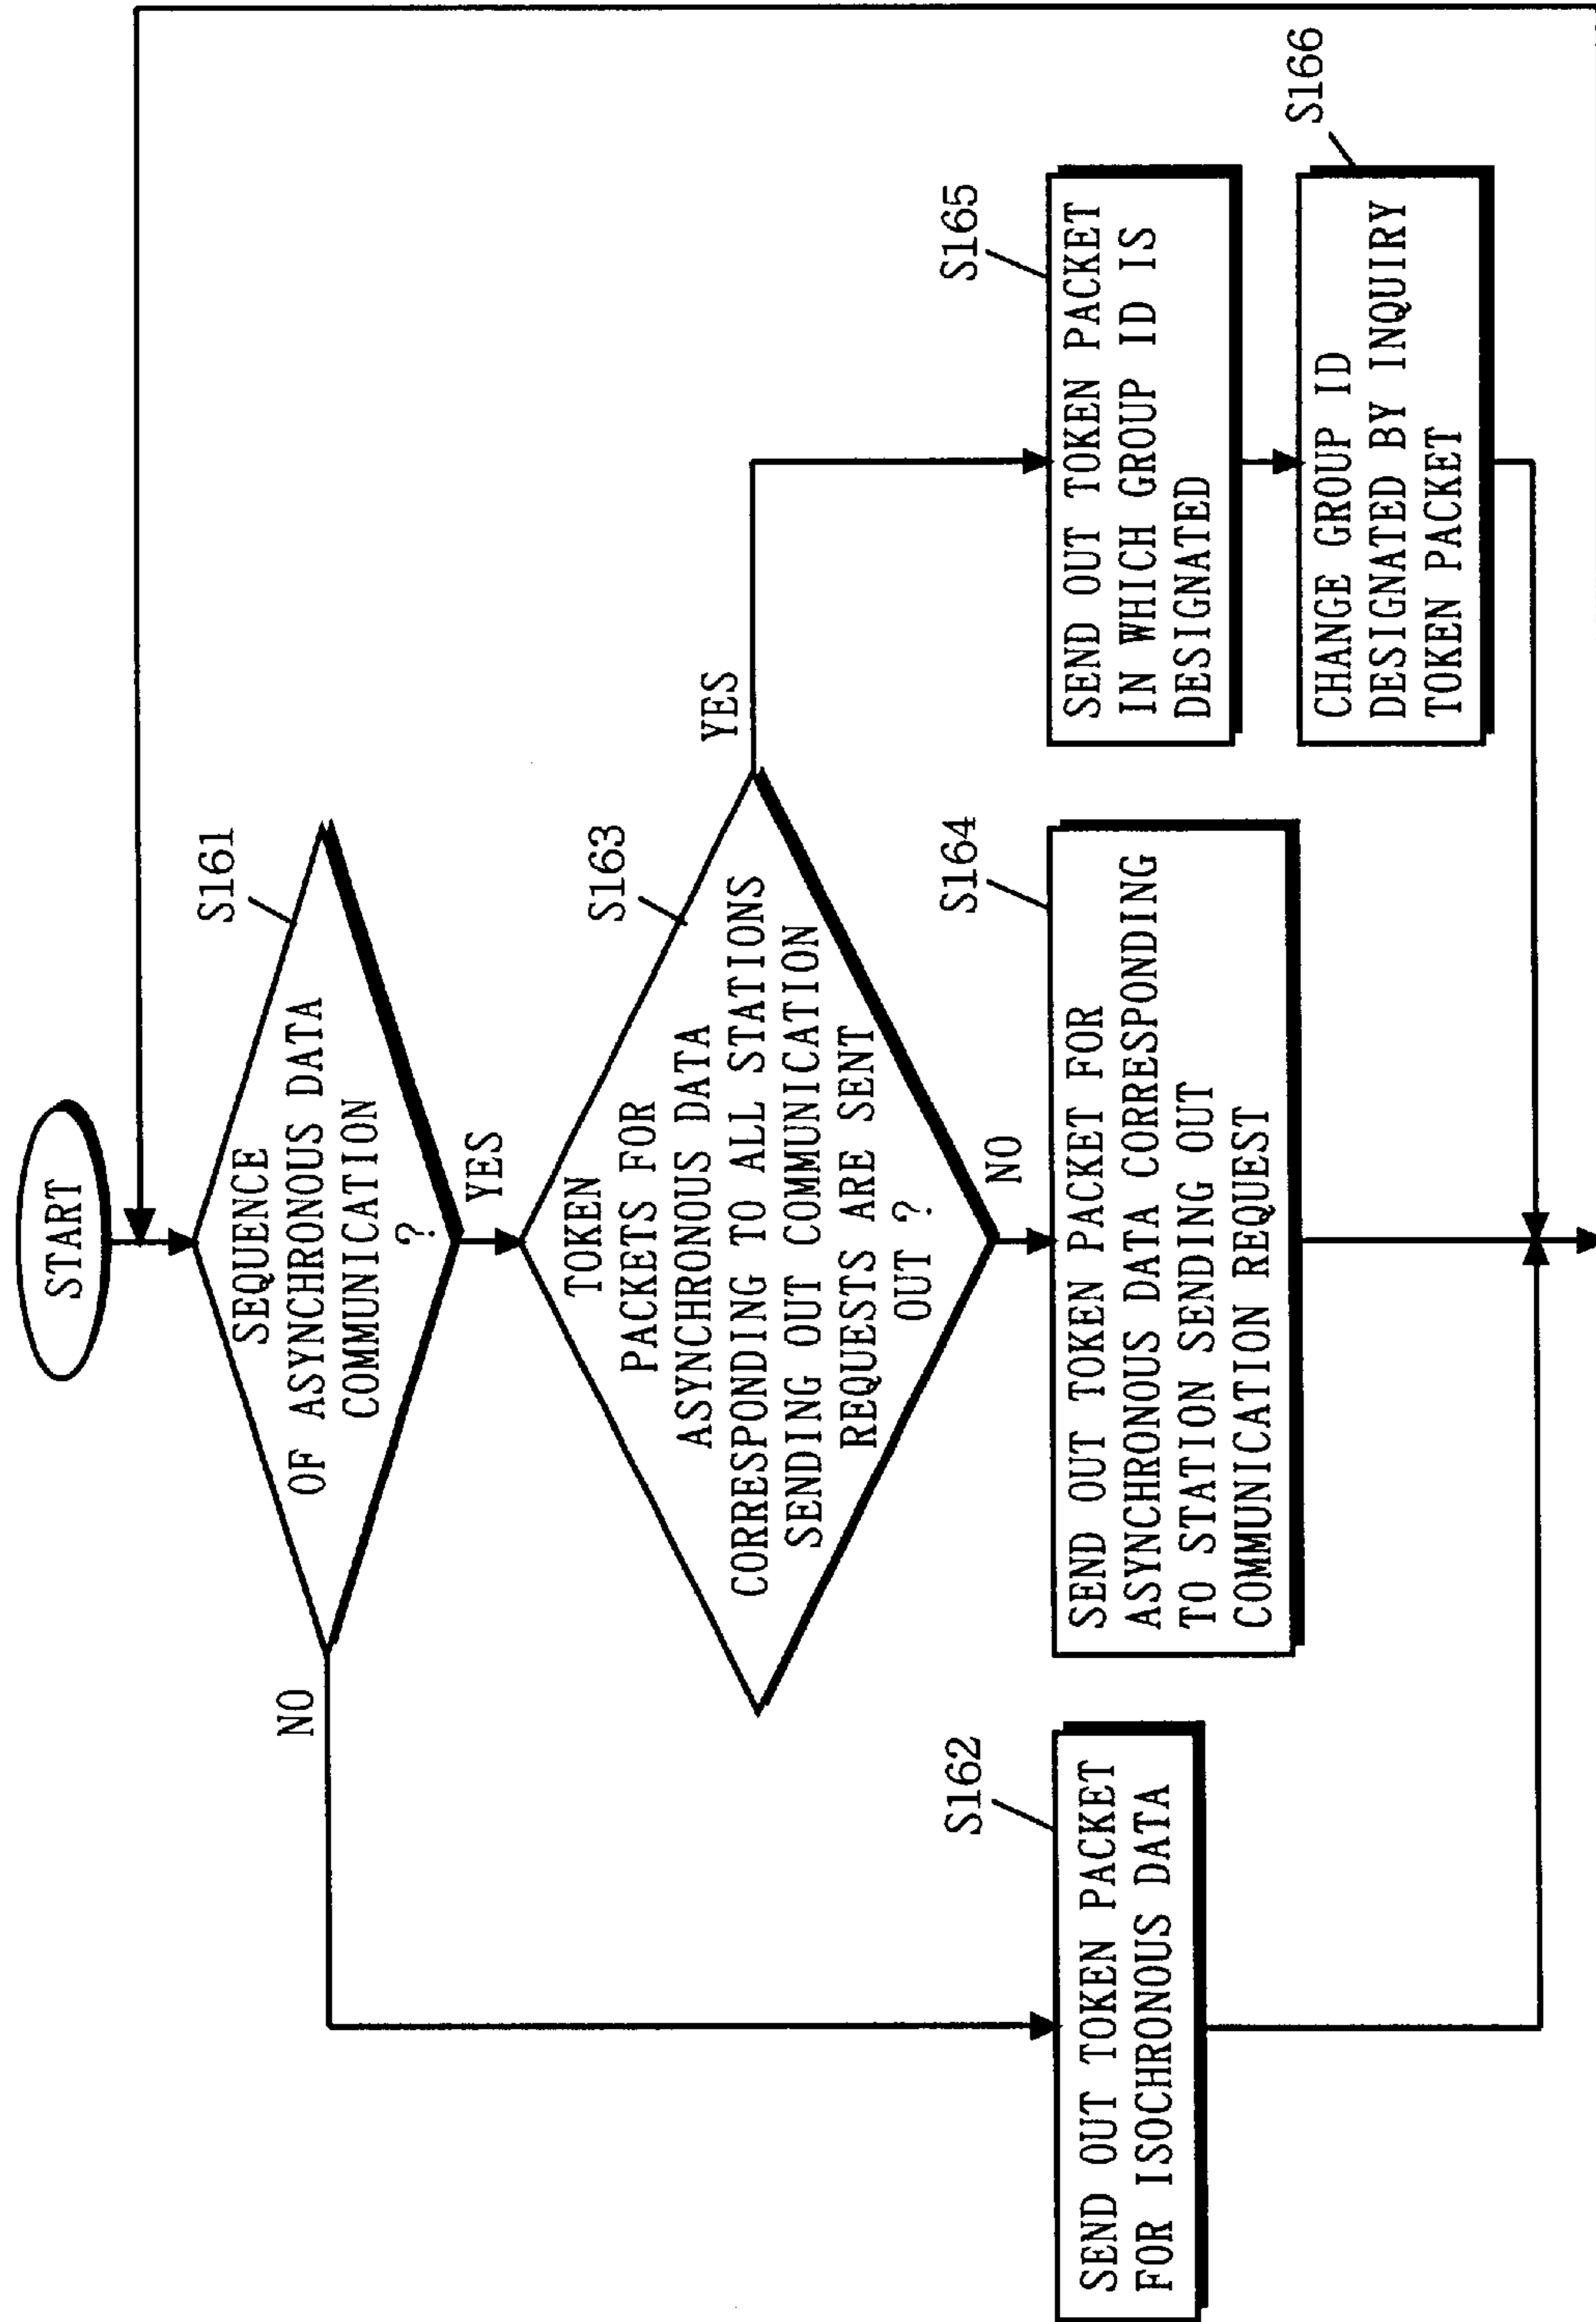 START
S161
SEQUENCE
OF ASYNCHRONOUS DATA
COMMUNICATION
?
NO
YES
S163
TOKEN
PACKETS FOR
ASYNCHRONOUS DATA
CORRESPONDING TO ALL STATIONS
SENDING OUT COMMUNICATION
REQUESTS ARE SENT
OUT ?
YES
NO
S162
SEND OUT TOKEN PACKET
FOR ISOCHRONOUS DATA
S164
SEND OUT TOKEN PACKET FOR
ASYNCHRONOUS DATA CORRESPONDING
TO STATION SENDING OUT
COMMUNICATION REQUEST
S165
SEND OUT TOKEN PACKET
IN WHICH GROUP ID IS
DESIGNATED
S166
CHANGE GROUP ID
DESIGNATED BY INQUIRY
TOKEN PACKET